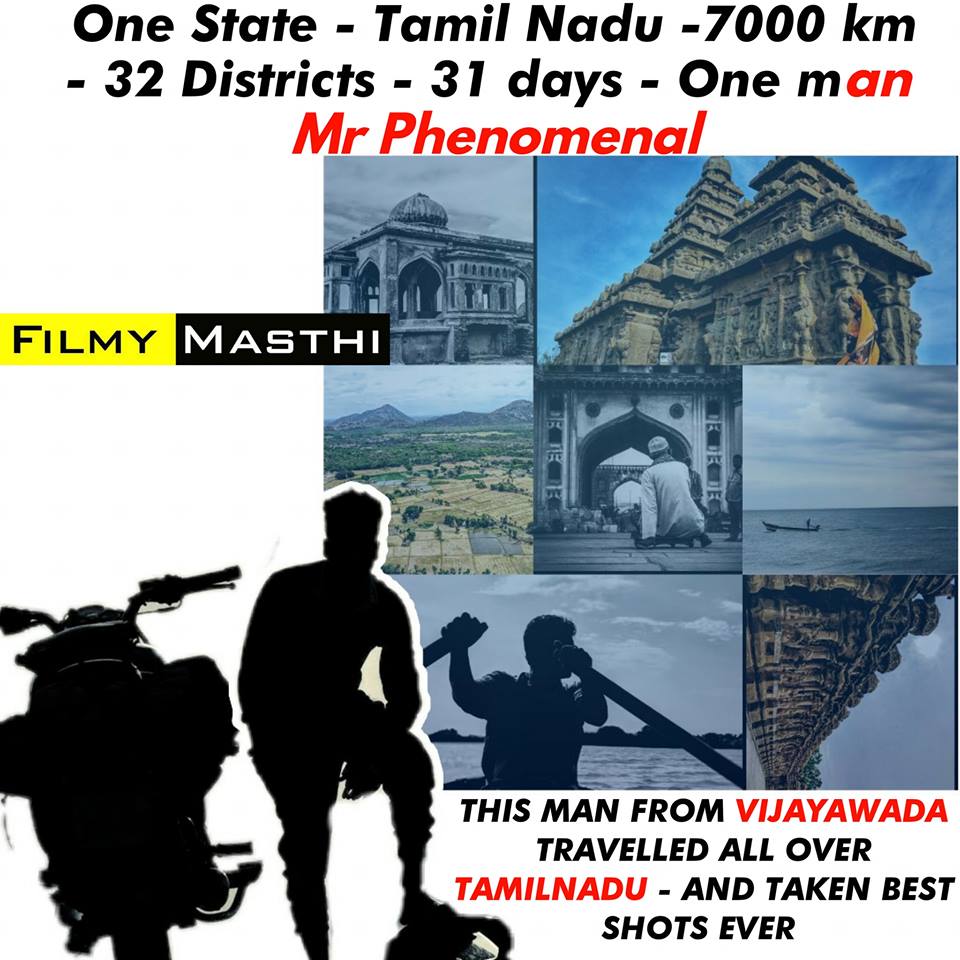 One State - Tamil Nadu -7000 km
- 32 Districts - 31 days - One man
Mr Phenomenal
FILMY MASTHI
THIS MAN FROM VIJAYAWADA
TRAVELLED ALL OVER
TAMILNADU - AND TAKEN BEST
SHOTS EVER